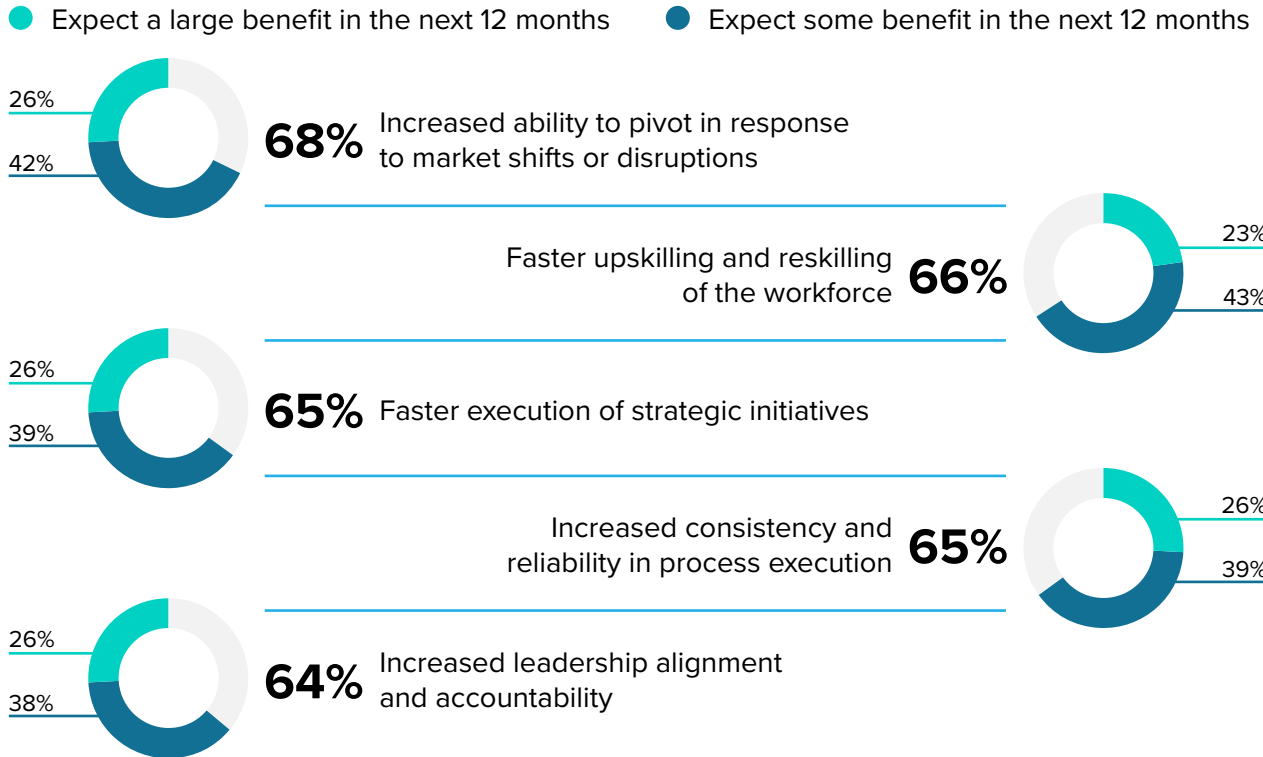 Expect a large benefit in the next 12 months
Expect some benefit in the next 12 months
26%
42%
68%
Increased ability to pivot in response
to market shifts or disruptions
Faster upskilling and reskilling
of the workforce
66%
23%
43%
26%
39%
65%
Faster execution of strategic initiatives
Increased consistency and
reliability in process execution
65%
26%
39%
26%
38%
64%
Increased leadership alignment
and accountability